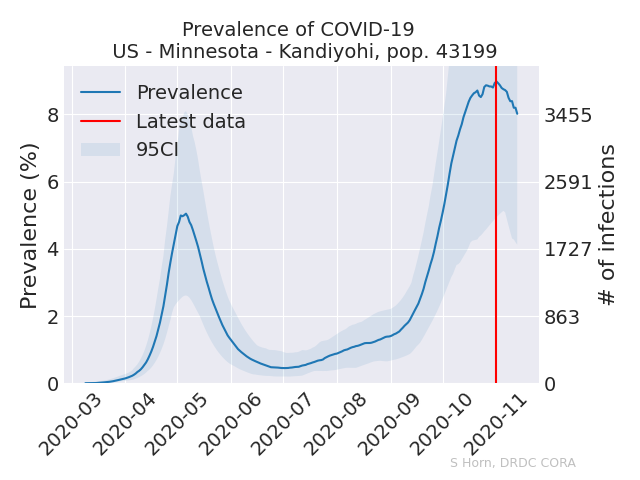 Prevalence of COVID-19
US - Minnesota - Kandiyohi, pop. 43199
Prevalence
Latest data
95CI
Prevalence (%)
8
6
4
2
0
3455
2591
1727
863
0
# of infections
2020-03
2020-04
2020-05
2020-06
2020-07
2020-08
2020-09
2020-10
2020-11
S Horn, DRDC CORA